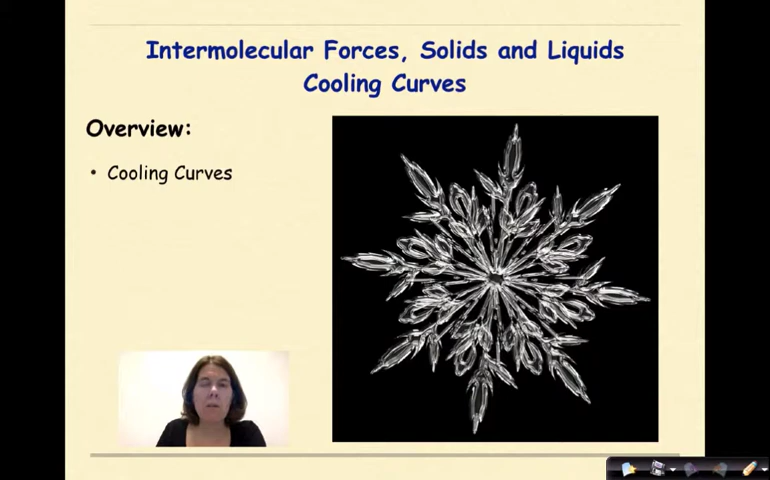 Intermolecular Forces, Solids and Liquids
Cooling Curves
Overview:
• Cooling Curves